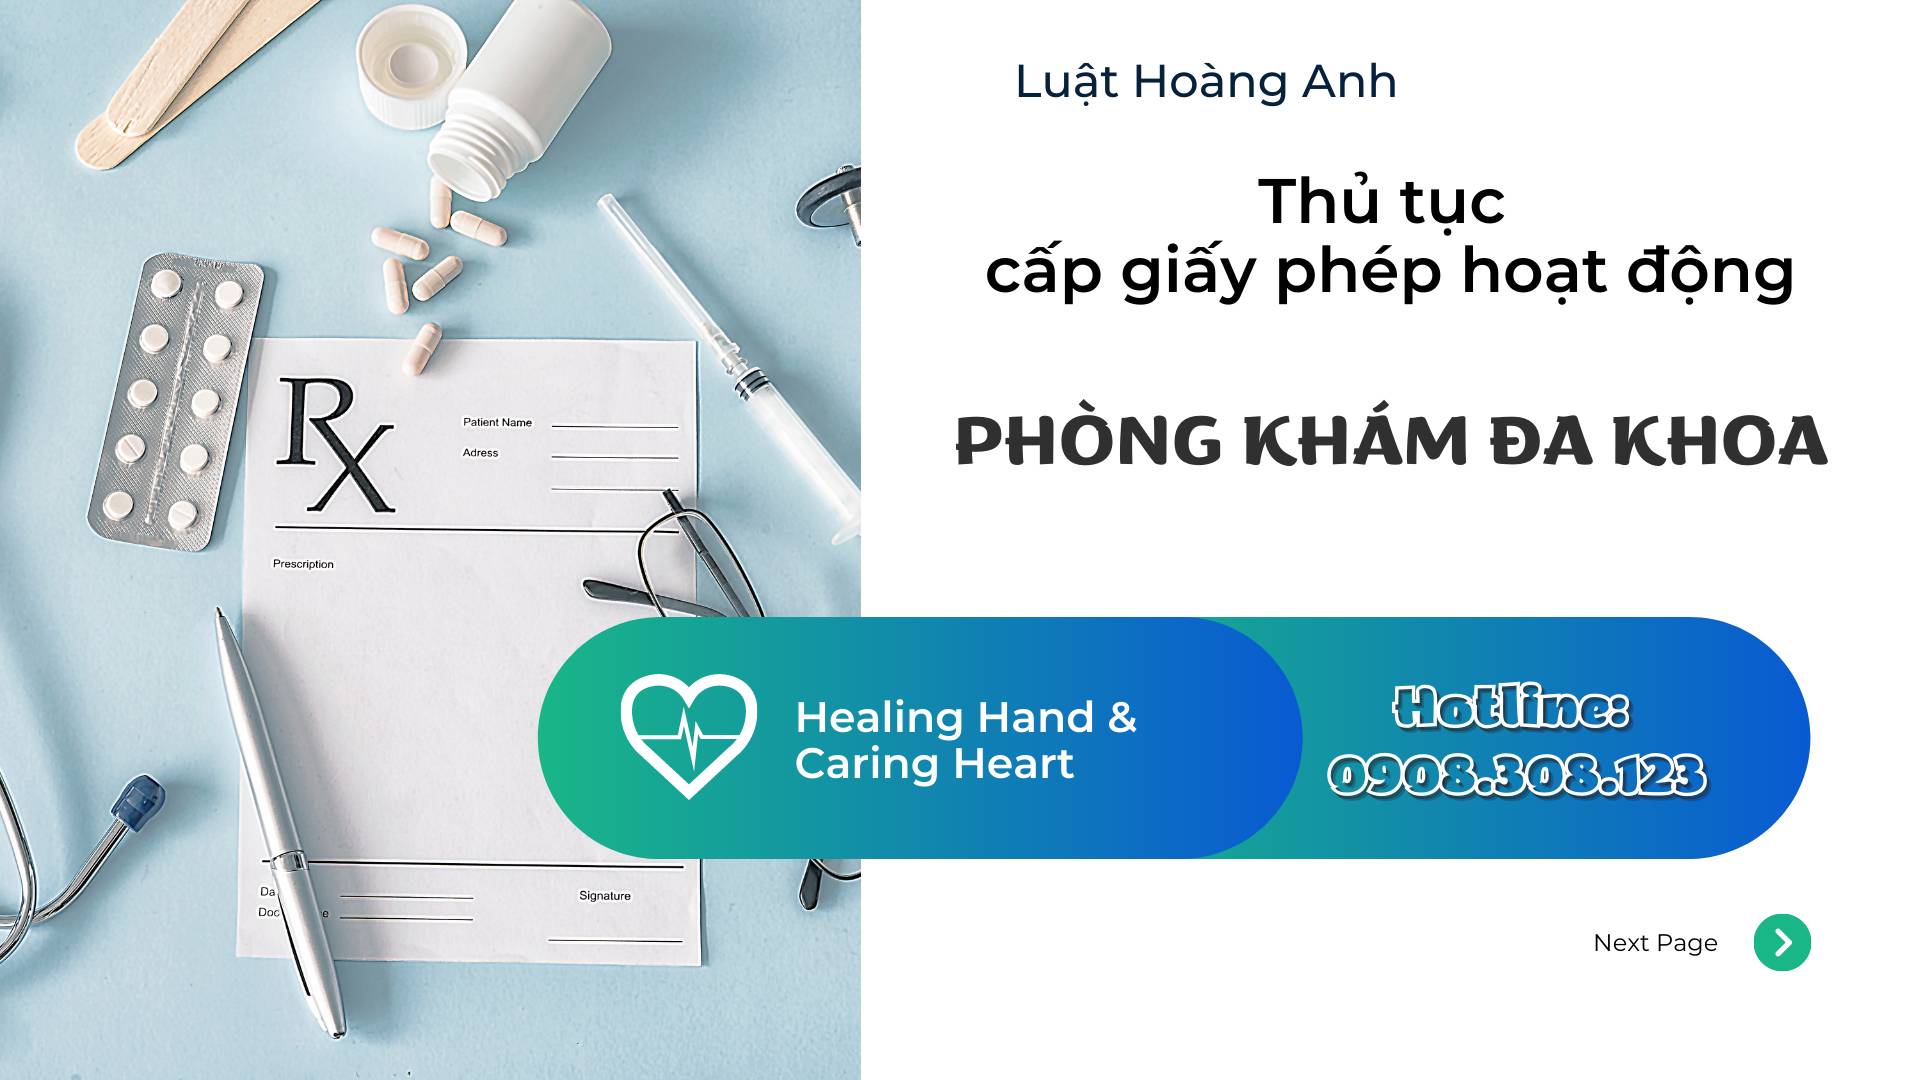 Luật Hoàng Anh
Thủ tục
cấp giấy phép hoạt động
PHÒNG KHÁM ĐA KHOA
Rx
Patient Name
Adress
Prescription
Healing Hand &
Caring Heart
Hotline:
0908.308.123
Signature
Next Page